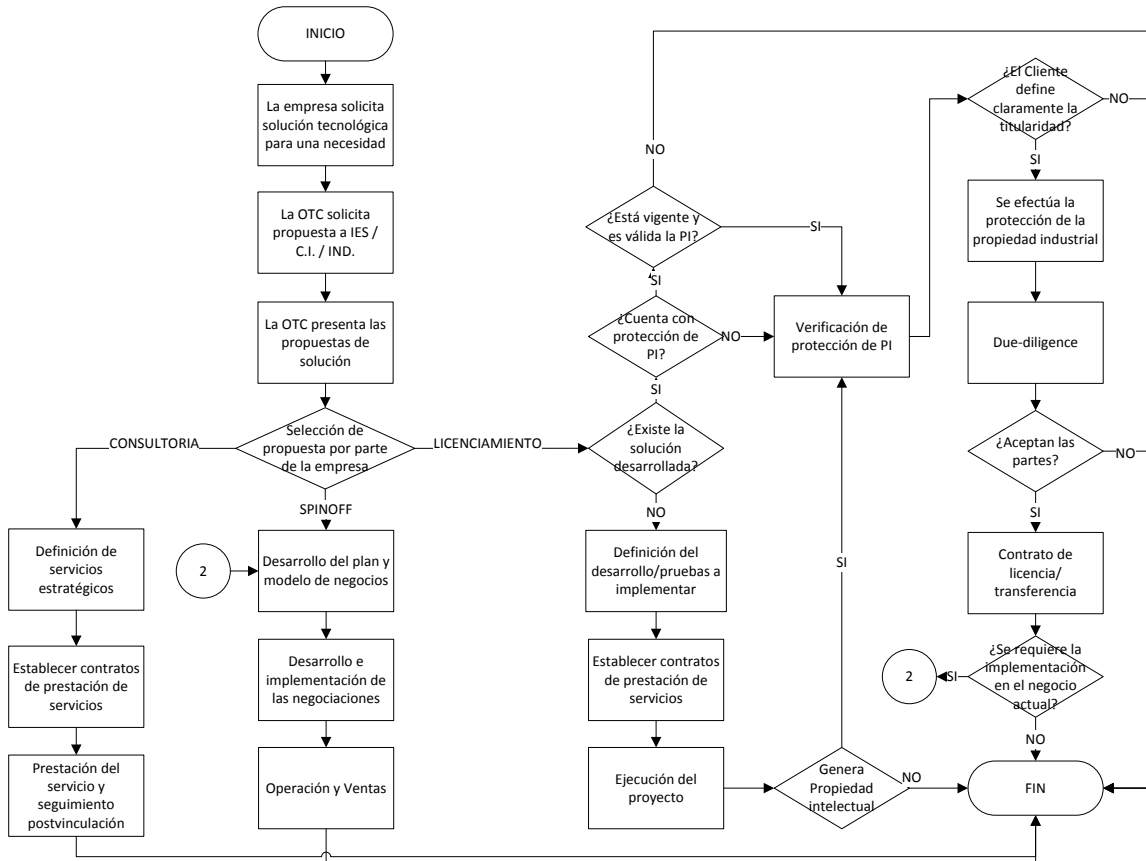 INICIO
La empresa solicita
solución tecnológica
para una necesidad
La OTC solicita
propuesta a IES /
C.I. / IND.
La OTC presenta las
propuestas de
solución
Selección de
propuesta por parte
de la empresa
CONSULTORIA
LICENCIAMIENTO
SPINOFF
Definición de
servicios
estratégicos
Establecer contratos
de prestación de
servicios
Prestación del
servicio y
seguimiento
postvinculación
2
Desarrollo del plan y
modelo de negocios
Desarrollo e
implementación de
las negociaciones
Operación y Ventas
NO
¿Está vigente y
es válida la PI?
SI
SI
¿Cuenta con
protección de
PI?
NO
SI
¿Existe la
solución
desarrollada?
NO
Definición del
desarrollo/pruebas a
implementar
Establecer contratos
de prestación de
servicios
Ejecución del
proyecto
Verificación de
protección de PI
SI
Genera
Propiedad
intelectual
NO
¿El Cliente
define
claramente la
titularidad?
NO
SI
Se efectúa la
protección de la
propiedad industrial
Due-diligence
¿Aceptan las
partes?
NO
SI
Contrato de
licencia/
transferencia
¿Se requiere la
implementación
en el negocio
actual?
SI
2
NO
FIN